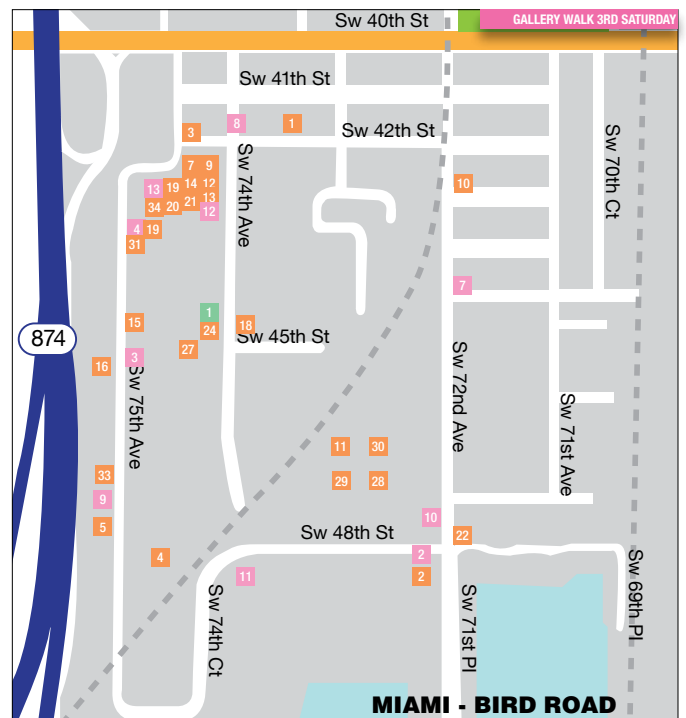 Sw 40th St
GALLERY WALK 3RD SATURDAY
Sw 41th St
8
1
3
Sw 42th St
Sw 70th Ct
Sw 74th Ave
7 9
13 19 14 12
10
34 20 21 13
12
4 19
31
7
1
15
24
18
Sw 45th St
874
27
3
16
Sw 75th Ave
Sw 72nd Ave
Sw 71st Ave
11 30
29 28
33
9
5
10
Sw 48th St
22
2
4
11
2
Sw 74th Ct
Sw 71st Pl
Sw 69th Pl
MIAMI - BIRD ROAD